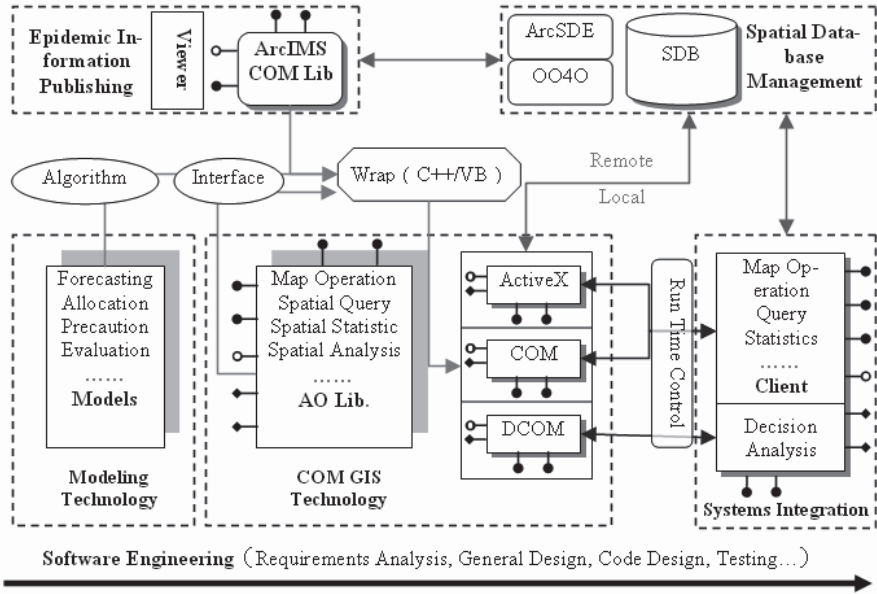 Epidemic In-
formation
Publishing
Viewer
ArcIMS
COM Lib
ArcSDE
OO4O
SDB
Spatial Data-
base
Management
Algorithm
Interface
Wrap ( C++/VB )
Remote
Local
Forecasting
Allocation
Precaution
Evaluation
……
Models
Modeling
Technology
Map Operation
Spatial Query
Spatial Statistic
Spatial Analysis
……
AO Lib.
COM GIS
Technology
ActiveX
COM
DCOM
Run Time Control
Map Op-
eration
Query
Statistics
……
Client
Decision
Analysis
Systems Integration
Software Engineering (Requirements Analysis, General Design, Code Design, Testing…)